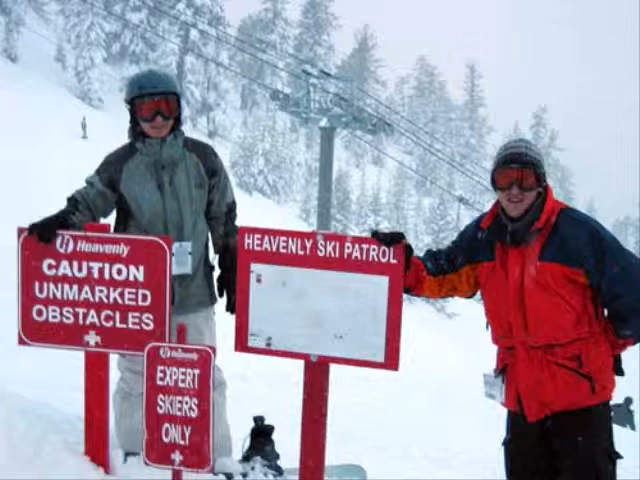 Heavenly
CAUTION
UNMARKED
OBSTACLES
Heavenly
EXPERT
SKIERS
ONLY
HEAVENLY SKI PATROL